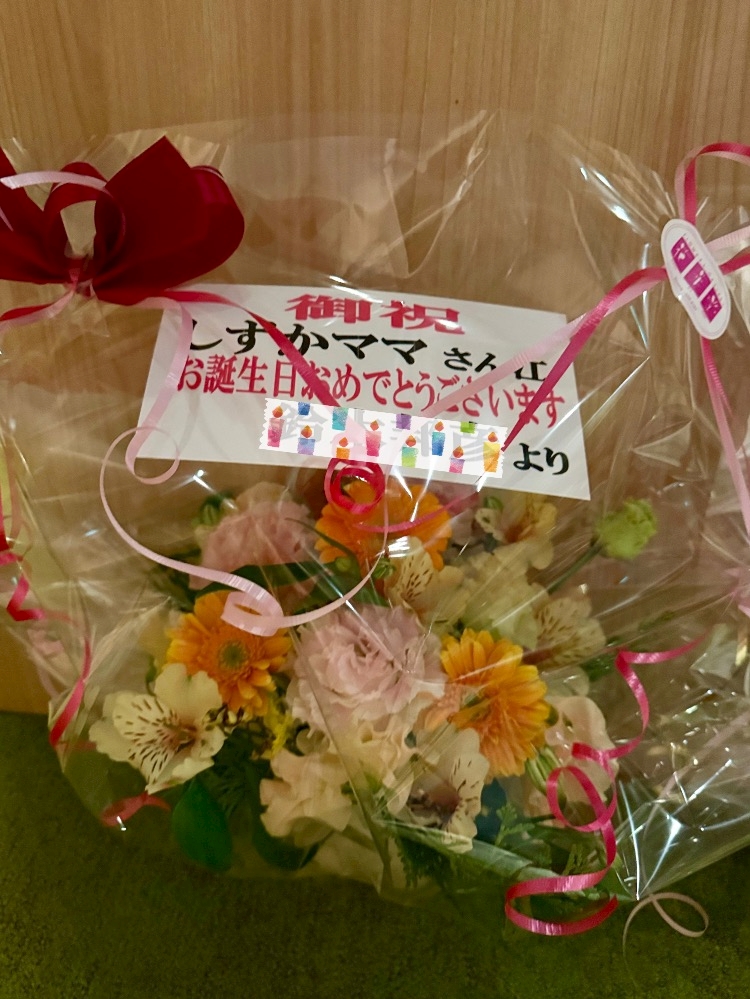 御祝
しずかママ さん江
お誕生日おめでとうございます
より